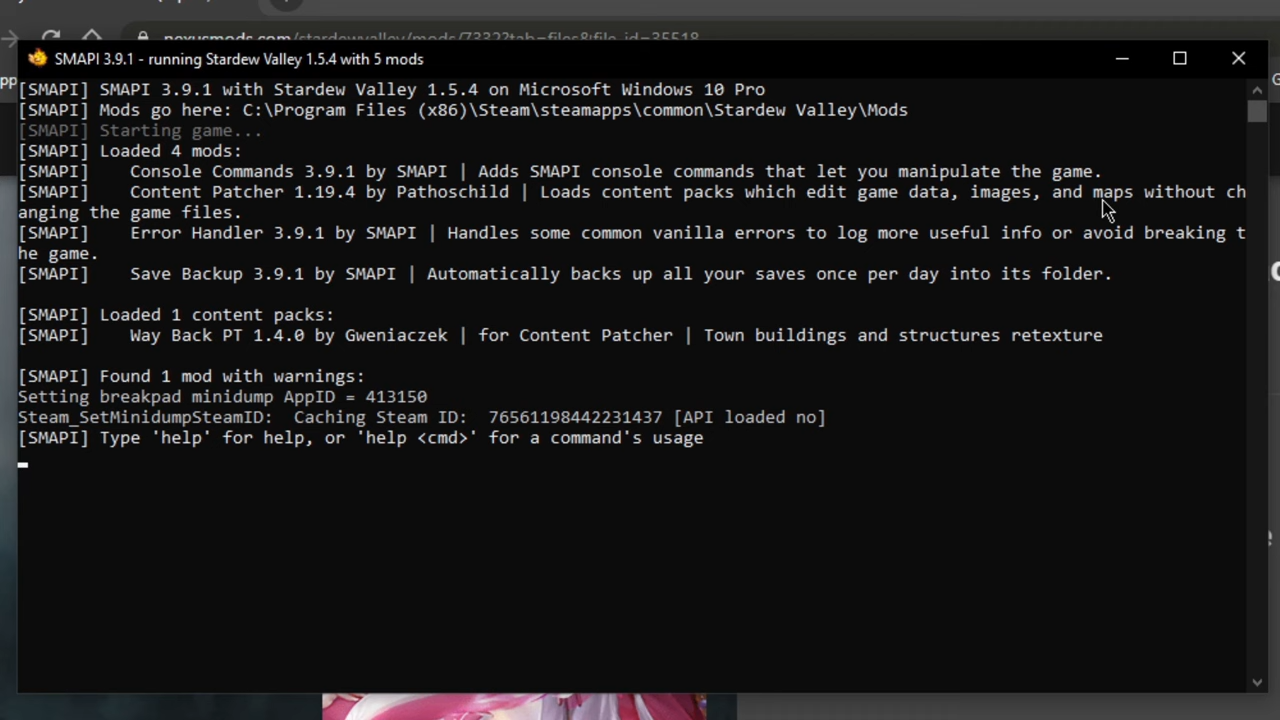 nexusmods.com/stardewvalley/mods/7332?tab=files&file_id=35518
SMAPI 3.9.1 - running Stardew Valley 1.5.4 with 5 mods
[SMAPI] SMAPI 3.9.1 with Stardew Valley 1.5.4 on Microsoft Windows 10 Pro
[SMAPI] Mods go here: C:\Program Files (x86)\Steam\steamapps\common\Stardew Valley\Mods
[SMAPI] Starting game...
[SMAPI] Loaded 4 mods:
[SMAPI]    Console Commands 3.9.1 by SMAPI | Adds SMAPI console commands that let you manipulate the game.
[SMAPI]    Content Patcher 1.19.4 by Pathoschild | Loads content packs which edit game data, images, and maps without ch
anging the game files.
[SMAPI]    Error Handler 3.9.1 by SMAPI | Handles some common vanilla errors to log more useful info or avoid breaking t
he game.
[SMAPI]    Save Backup 3.9.1 by SMAPI | Automatically backs up all your saves once per day into its folder.
[SMAPI] Loaded 1 content packs:
[SMAPI]    Way Back PT 1.4.0 by Gweniaczek | for Content Patcher | Town buildings and structures retexture
[SMAPI] Found 1 mod with warnings:
Setting breakpad minidump AppID = 413150
Steam_SetMinidumpSteamID:  Caching Steam ID:  76561198442231437 [API loaded no]
[SMAPI] Type 'help' for help, or 'help <cmd>' for a command's usage